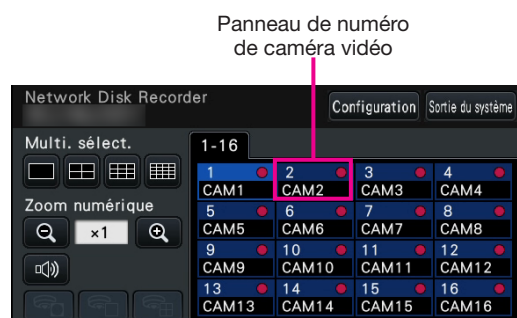 Panneau de numéro
de caméra vidéo
Network Disk Recorder
Configuration
Sortie du système
Multi. sélect.
1-16
1 2 3 4
CAM1 CAM2 CAM3 CAM4
Zoom numérique
5 6 7 8
CAM5 CAM6 CAM7 CAM8
×1
9 10 11 12
CAM9 CAM10 CAM11 CAM12
13 14 15 16
CAM13 CAM14 CAM15 CAM16